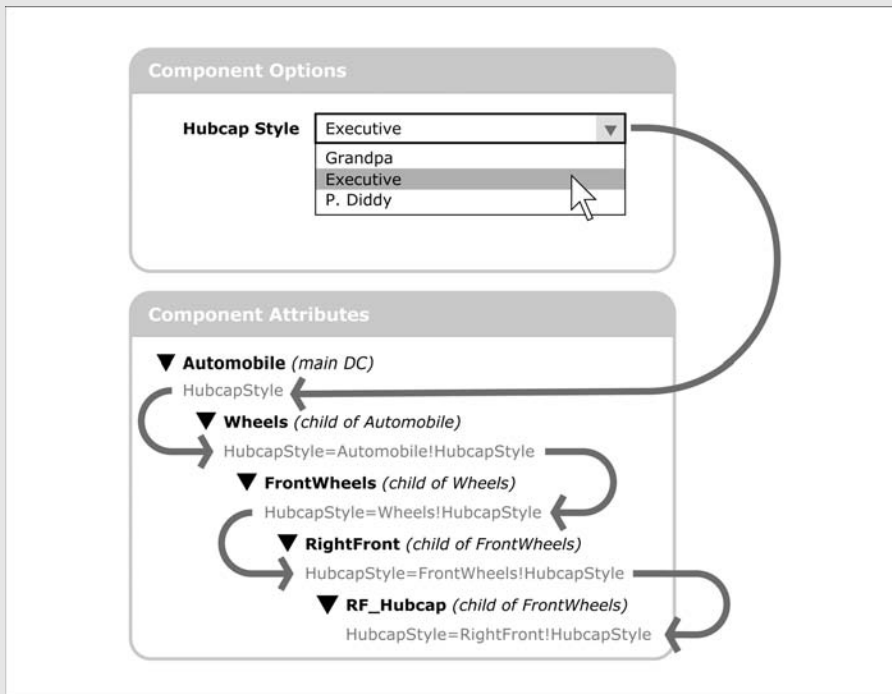 Component Options
Hubcap Style Executive
Grandpa
Executive
P. Diddy
Component Attributes
Automobile (main DC)
HubcapStyle
Wheels (child of Automobile)
HubcapStyle=Automobile!HubcapStyle
FrontWheels (child of Wheels)
HubcapStyle=Wheels!HubcapStyle
RightFront (child of FrontWheels)
HubcapStyle=FrontWheels!HubcapStyle
RF_Hubcap (child of FrontWheels)
HubcapStyle=RightFront!HubcapStyle